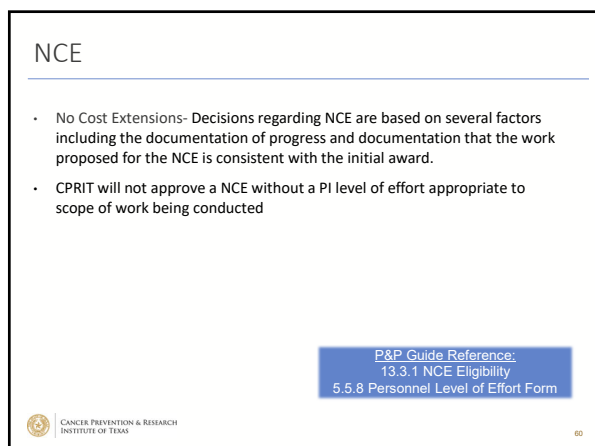 NCE
• No Cost Extensions- Decisions regarding NCE are based on several factors
including the documentation of progress and documentation that the work
proposed for the NCE is consistent with the initial award.
• CPRIT will not approve a NCE without a PI level of effort appropriate to
scope of work being conducted
P&P Guide Reference:
13.3.1 NCE Eligibility
5.5.8 Personnel Level of Effort Form
CANCER PREVENTION & RESEARCH
INSTITUTE OF TEXAS
60